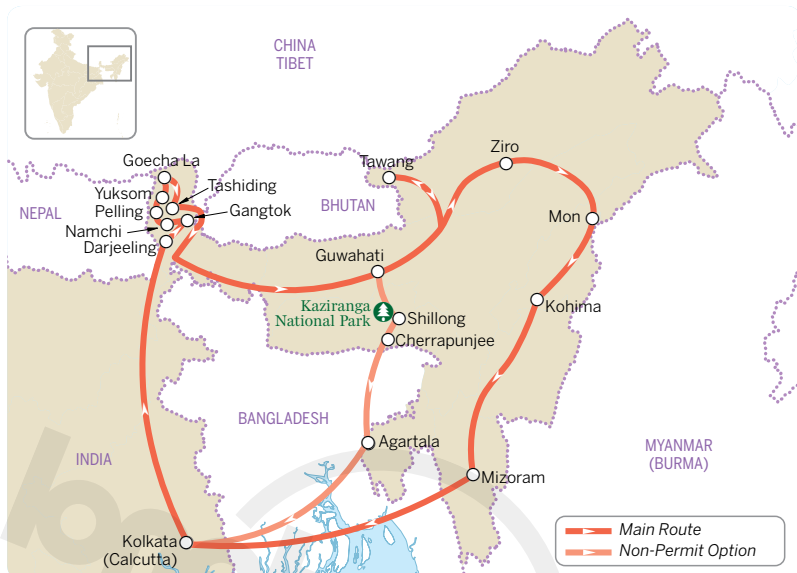 CHINA
TIBET
Goecha La
Tawang
Ziro
Yuksom
Tashiding
NEPAL
Pelling
Gangtok
BHUTAN
Mon
Namchi
Darjeeling
Guwahati
Kaziranga
National Park
Shillong
Kohima
Cherrapunjee
BANGLADESH
Agartala
INDIA
MYANMAR
(BURMA)
Mizoram
Kolkata
(Calcutta)
Main Route
Non-Permit Option